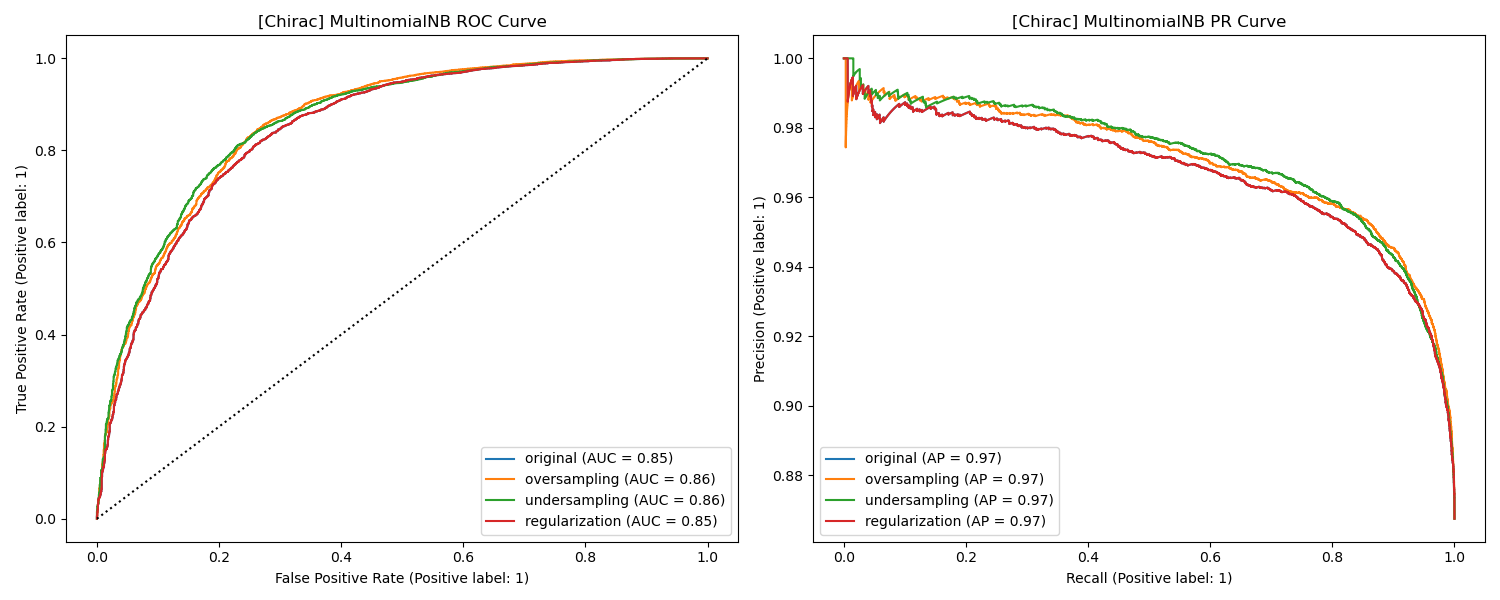 [Chirac] MultinomialNB ROC Curve
True Positive Rate (Positive label: 1)
1.0
0.8
0.6
0.4
0.2
0.0
original (AUC = 0.85)
oversampling (AUC = 0.86)
undersampling (AUC = 0.86)
regularization (AUC = 0.85)
0.0 0.2 0.4 0.6 0.8 1.0
False Positive Rate (Positive label: 1)
[Chirac] MultinomialNB PR Curve
Precision (Positive label: 1)
1.00
0.98
0.96
0.94
0.92
0.90
0.88
original (AP = 0.97)
oversampling (AP = 0.97)
undersampling (AP = 0.97)
regularization (AP = 0.97)
0.0 0.2 0.4 0.6 0.8 1.0
Recall (Positive label: 1)